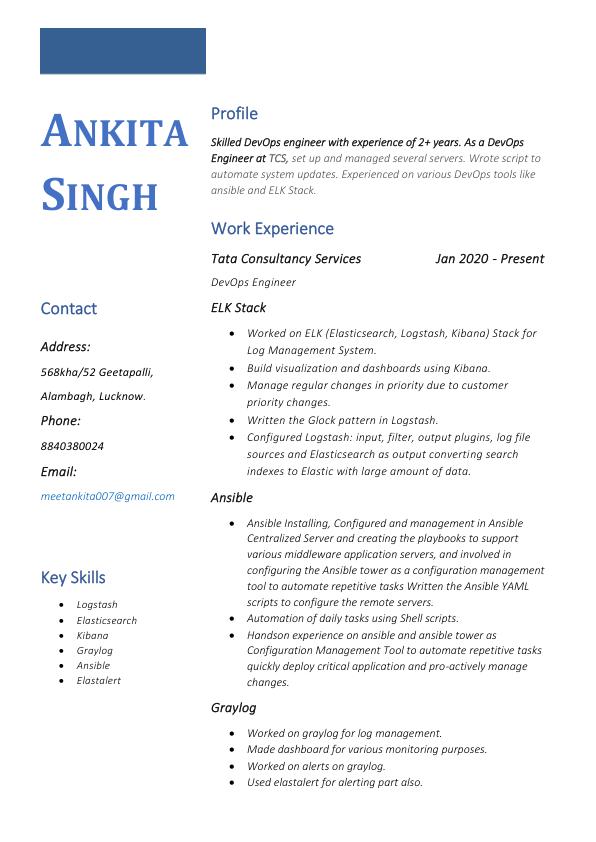 ANKITA
SINGH
Contact
Address:
568kha/52 Geetapalli,
Alambagh, Lucknow.
Phone:
8840380024
Email:
meetankita007@gmail.com
Key Skills
• Logstash
• Elasticsearch
• Kibana
• Graylog
• Ansible
• Elastalert
Profile
Skilled DevOps engineer with experience of 2+ years. As a DevOps
Engineer at TCS, set up and managed several servers. Wrote script to
automate system updates. Experienced on various DevOps tools like
ansible and ELK Stack.
Work Experience
Tata Consultancy Services Jan 2020 - Present
DevOps Engineer
ELK Stack
• Worked on ELK (Elasticsearch, Logstash, Kibana) Stack for
Log Management System.
• Build visualization and dashboards using Kibana.
• Manage regular changes in priority due to customer
priority changes.
• Written the Glock pattern in Logstash.
• Configured Logstash: input, filter, output plugins, log file
sources and Elasticsearch as output converting search
indexes to Elastic with large amount of data.
Ansible
• Ansible Installing, Configured and management in Ansible
Centralized Server and creating the playbooks to support
various middleware application servers, and involved in
configuring the Ansible tower as a configuration management
tool to automate repetitive tasks Written the Ansible YAML
scripts to configure the remote servers.
• Automation of daily tasks using Shell scripts.
• Handson experience on ansible and ansible tower as
Configuration Management Tool to automate repetitive tasks
quickly deploy critical application and pro-actively manage
changes.
Graylog
• Worked on graylog for log management.
• Made dashboard for various monitoring purposes.
• Worked on alerts on graylog.
• Used elastalert for alerting part also.